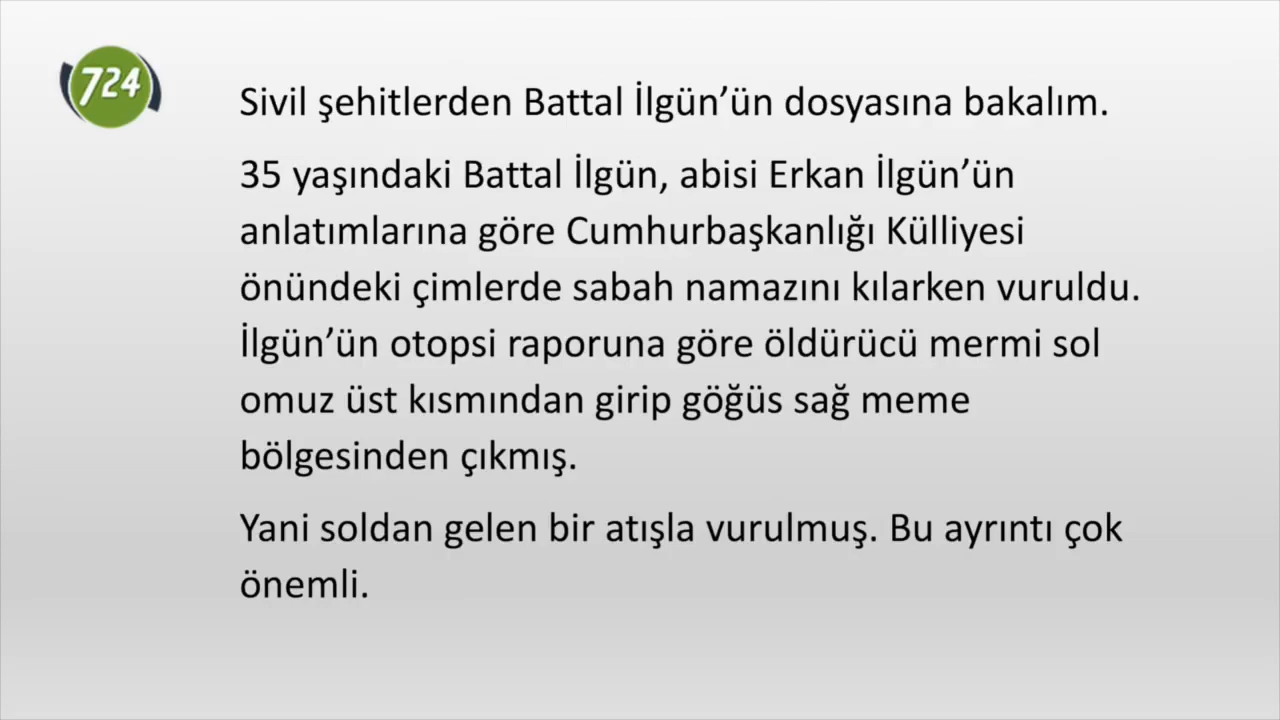 724
Sivil şehitlerden Battal İlgün’ün dosyasına bakalım.
35 yaşındaki Battal İlgün, abisi Erkan İlgün’ün
anlatımlarına göre Cumhurbaşkanlığı Külliyesi
önündeki çimlerde sabah namazını kılarken vuruldu.
İlgün’ün otopsi raporuna göre öldürücü mermi sol
omuz üst kısmından girip göğüs sağ meme
bölgesinden çıkmış.
Yani soldan gelen bir atışla vurulmuş. Bu ayrıntı çok
önemli.